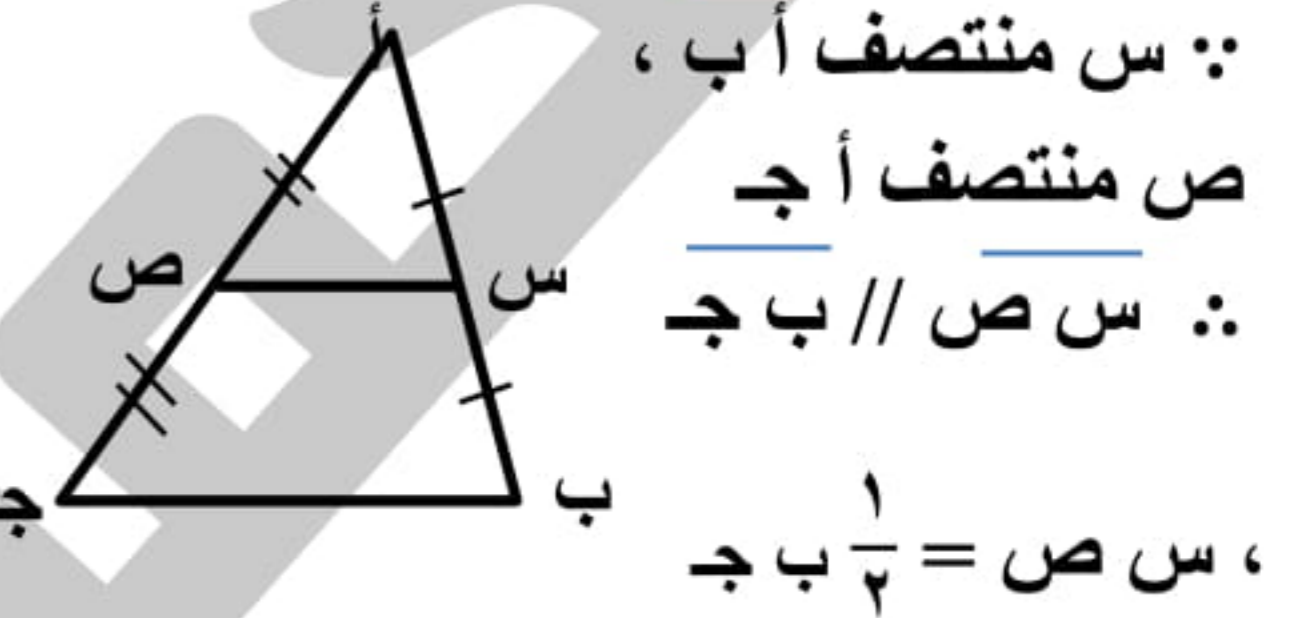 ∵ س منتصف أ ب ،
ص منتصف أ جـ
∴ س ص // ب جـ
، س ص = ١/٢ ب جـ
أ
ص
س
جـ
ب